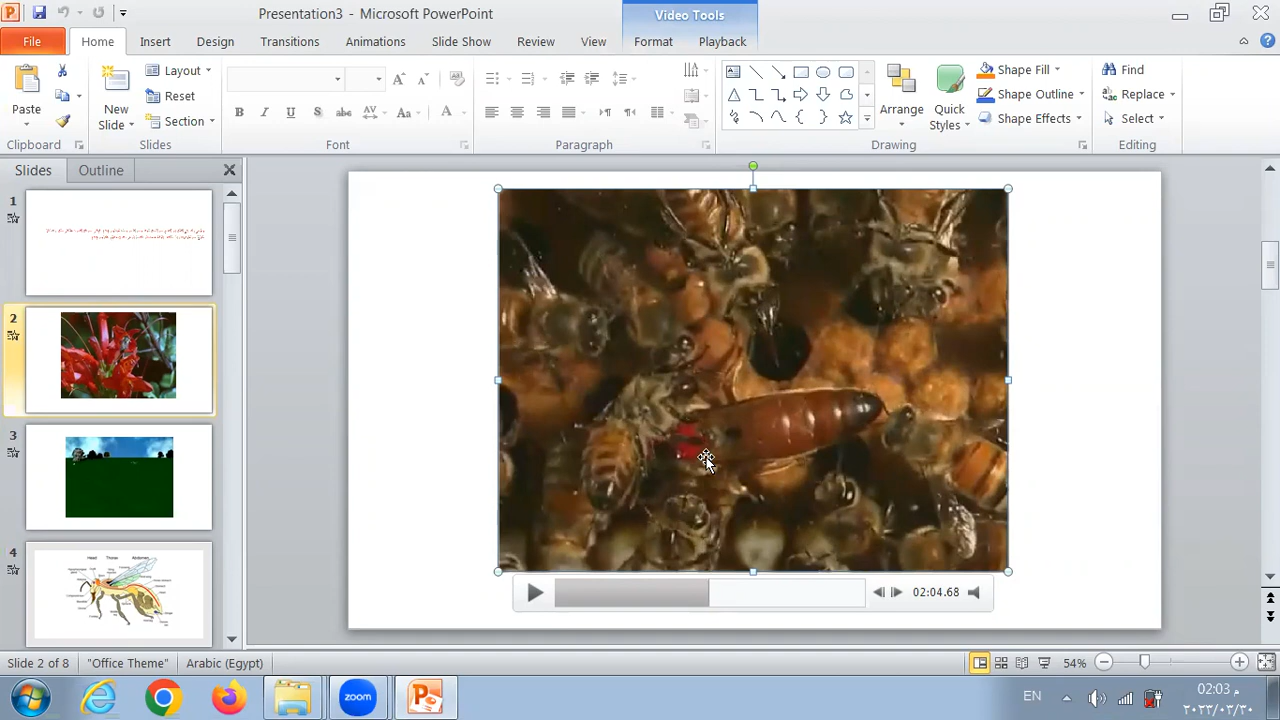 Presentation3 - Microsoft PowerPoint
Video Tools
File
Home
Insert
Design
Transitions
Animations
Slide Show
Review
View
Format
Playback
Paste
New
Slide
Layout
Reset
Section
Arrange
Quick
Styles
Shape Fill
Shape Outline
Shape Effects
Find
Replace
Select
Clipboard
Slides
Font
Paragraph
Drawing
Editing
Slides
Outline
1
2
3
4
Head Thorax Abdomen
02:04.68
Slide 2 of 8
"Office Theme"
Arabic (Egypt)
54%
zoom
EN
02:03 م
٢٠٢٣/٠٣/٣٠